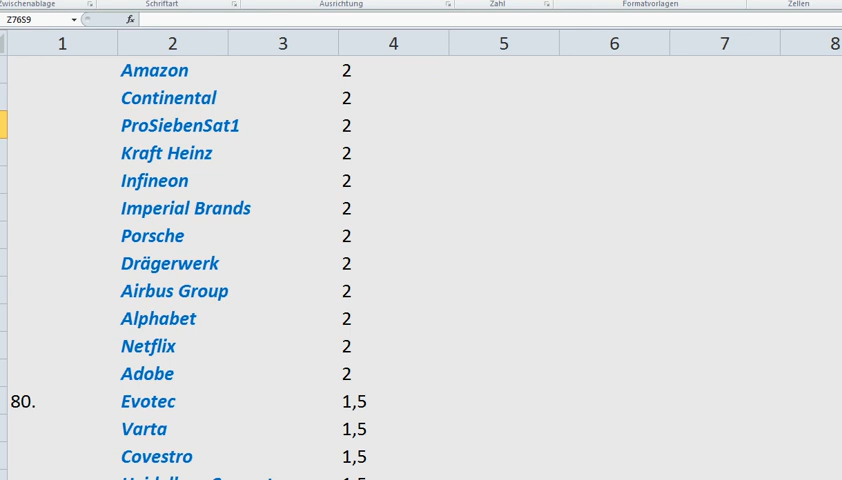 Zwischenablage Schriftart Ausrichtung Zahl Formatvorlagen Zellen
Z7659 fx
1 2 3 4 5 6 7 8
Amazon 2
Continental 2
ProSiebenSat1 2
Kraft Heinz 2
Infineon 2
Imperial Brands 2
Porsche 2
Drägerwerk 2
Airbus Group 2
Alphabet 2
Netflix 2
Adobe 2
80. Evotec 1,5
Varta 1,5
Covestro 1,5